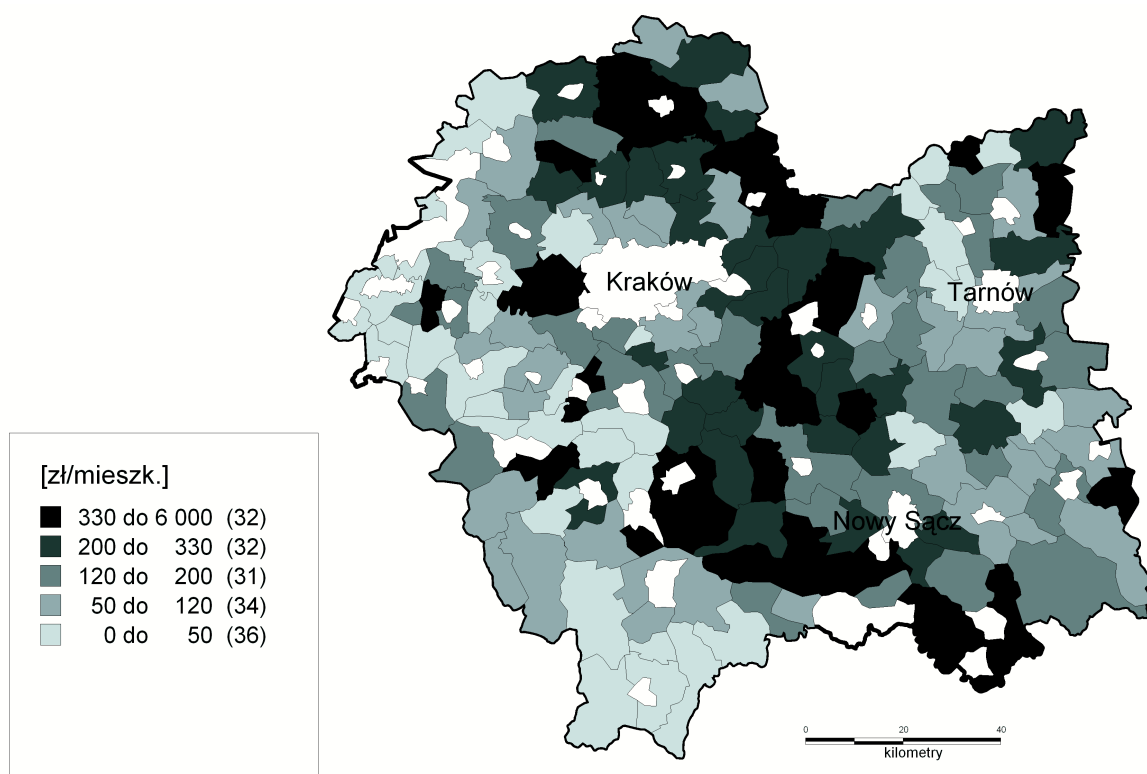 Kraków
Tarnów
[zł/mieszk.]
330 do 6 000 (32)
200 do 330 (32)
120 do 200 (31)
50 do 120 (34)
0 do 50 (36)
Nowy Sącz
0 20 40
kilometry